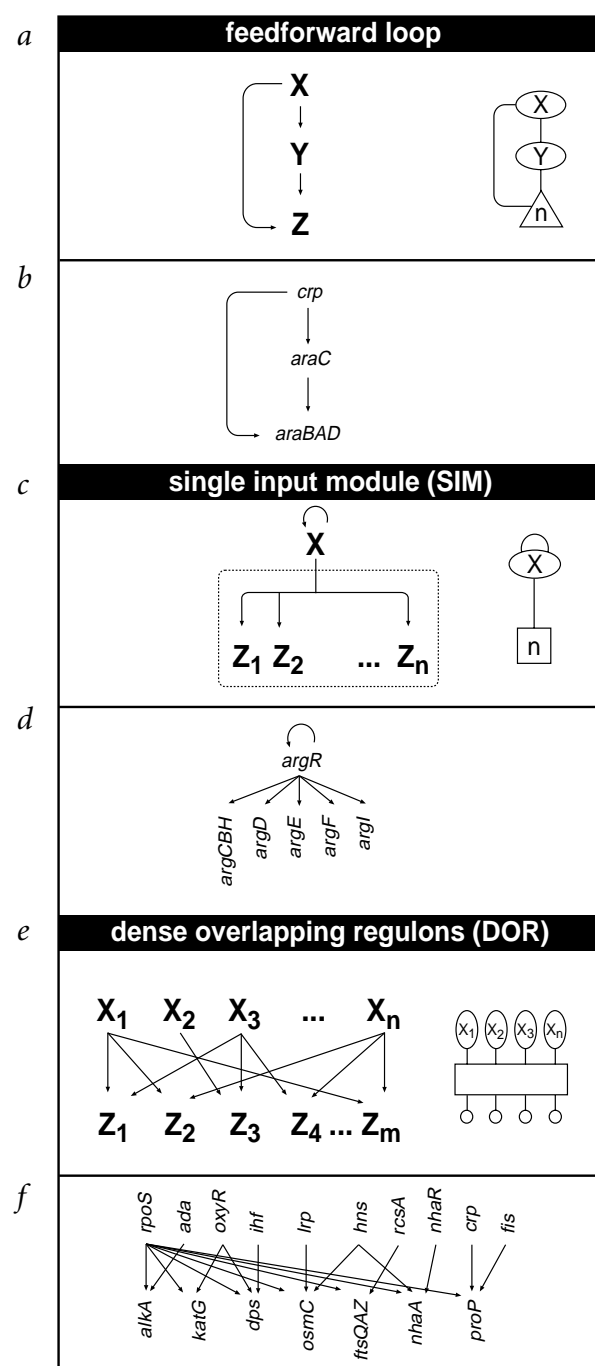 a
feedforward loop
X
Y
Z
X
Y
n
b
crp
araC
araBAD
c
single input module (SIM)
X
Z1 Z2 ... Zn
X
n
d
argR
argCBH argD argE argF argI
e
dense overlapping regulons (DOR)
X1 X2 X3 ... Xn
Z1 Z2 Z3 Z4 ... Zm
X1 X2 X3 Xn
f
rpoS ada oxyR ihf lrp hns rcsA nhaR crp fis
alkA katG dps osmC ftsQAZ nhaA proP